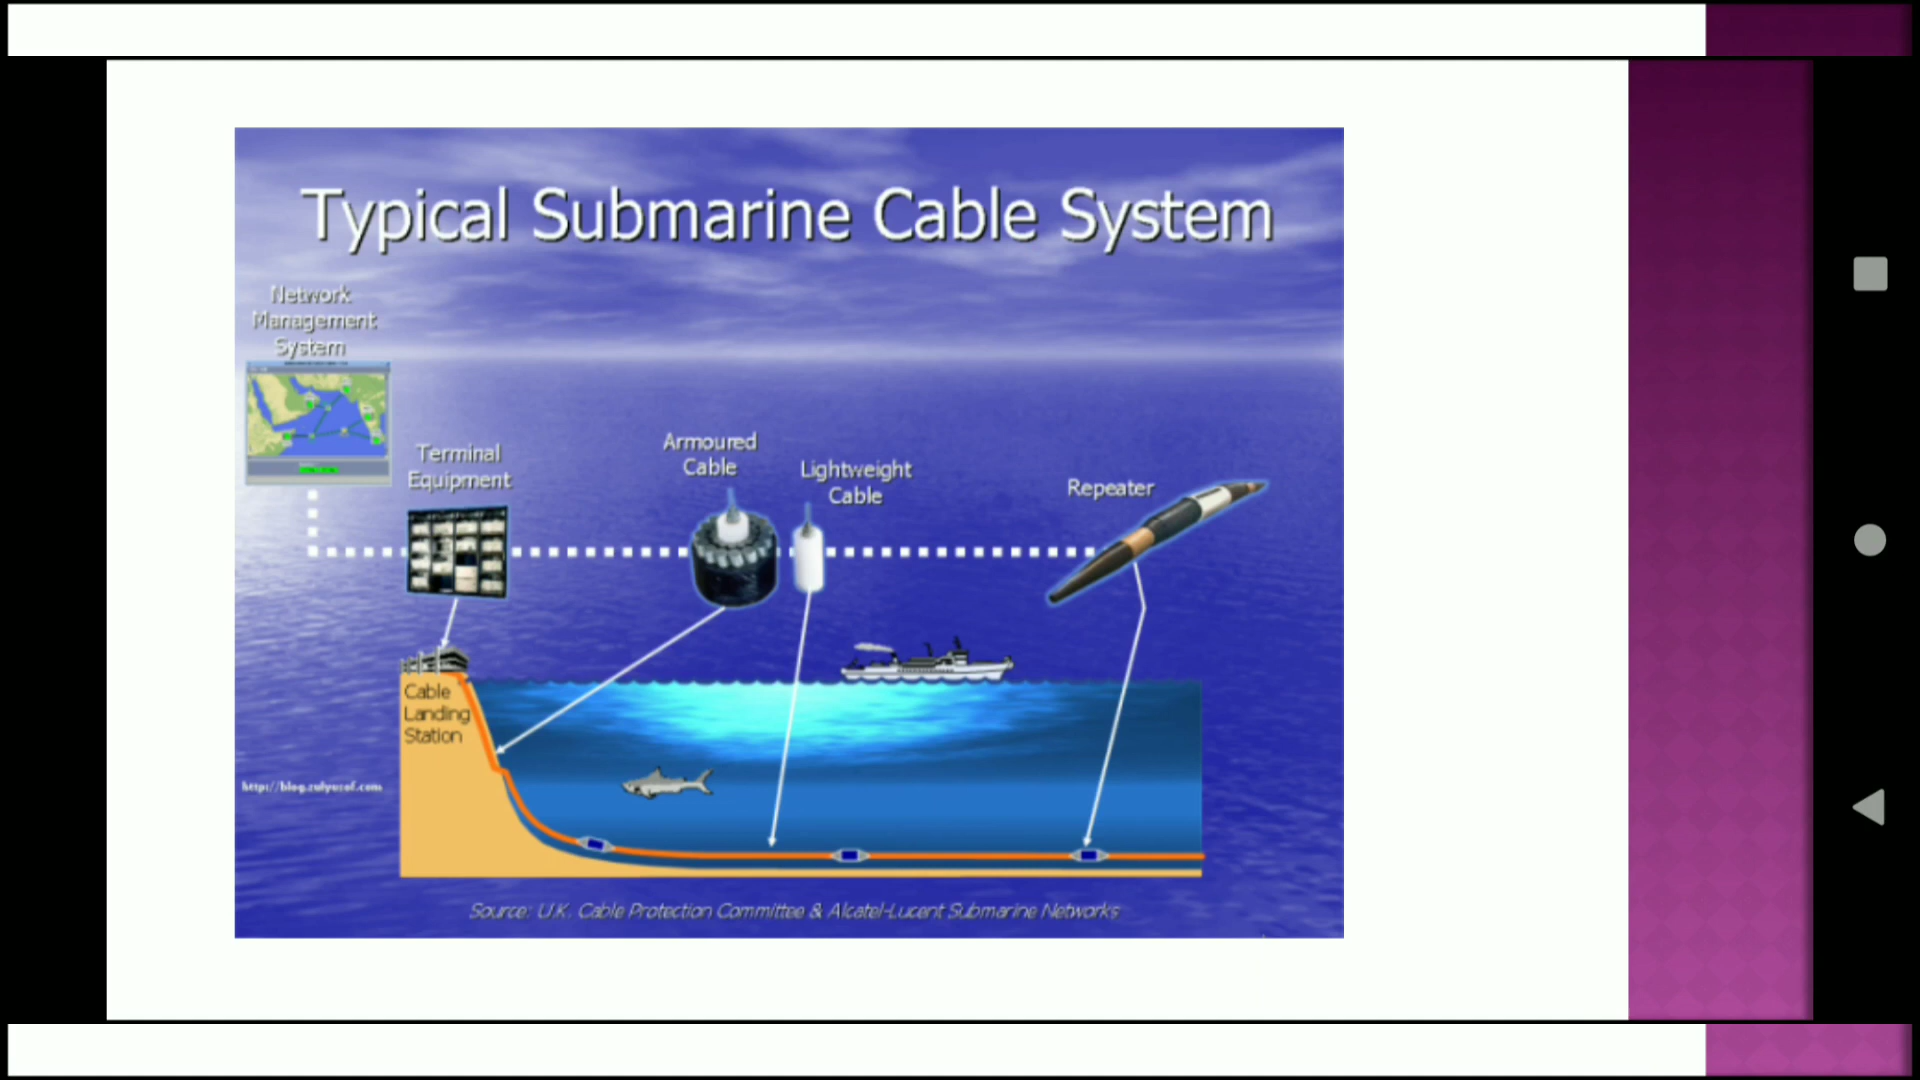 Typical Submarine Cable System
Network
Management
System
Terminal
Equipment
Armoured
Cable
Lightweight
Cable
Repeater
Cable
Landing
Station
http://blog.zulyusof.com
Source: U.K. Cable Protection Committee & Alcatel-Lucent Submarine Networks